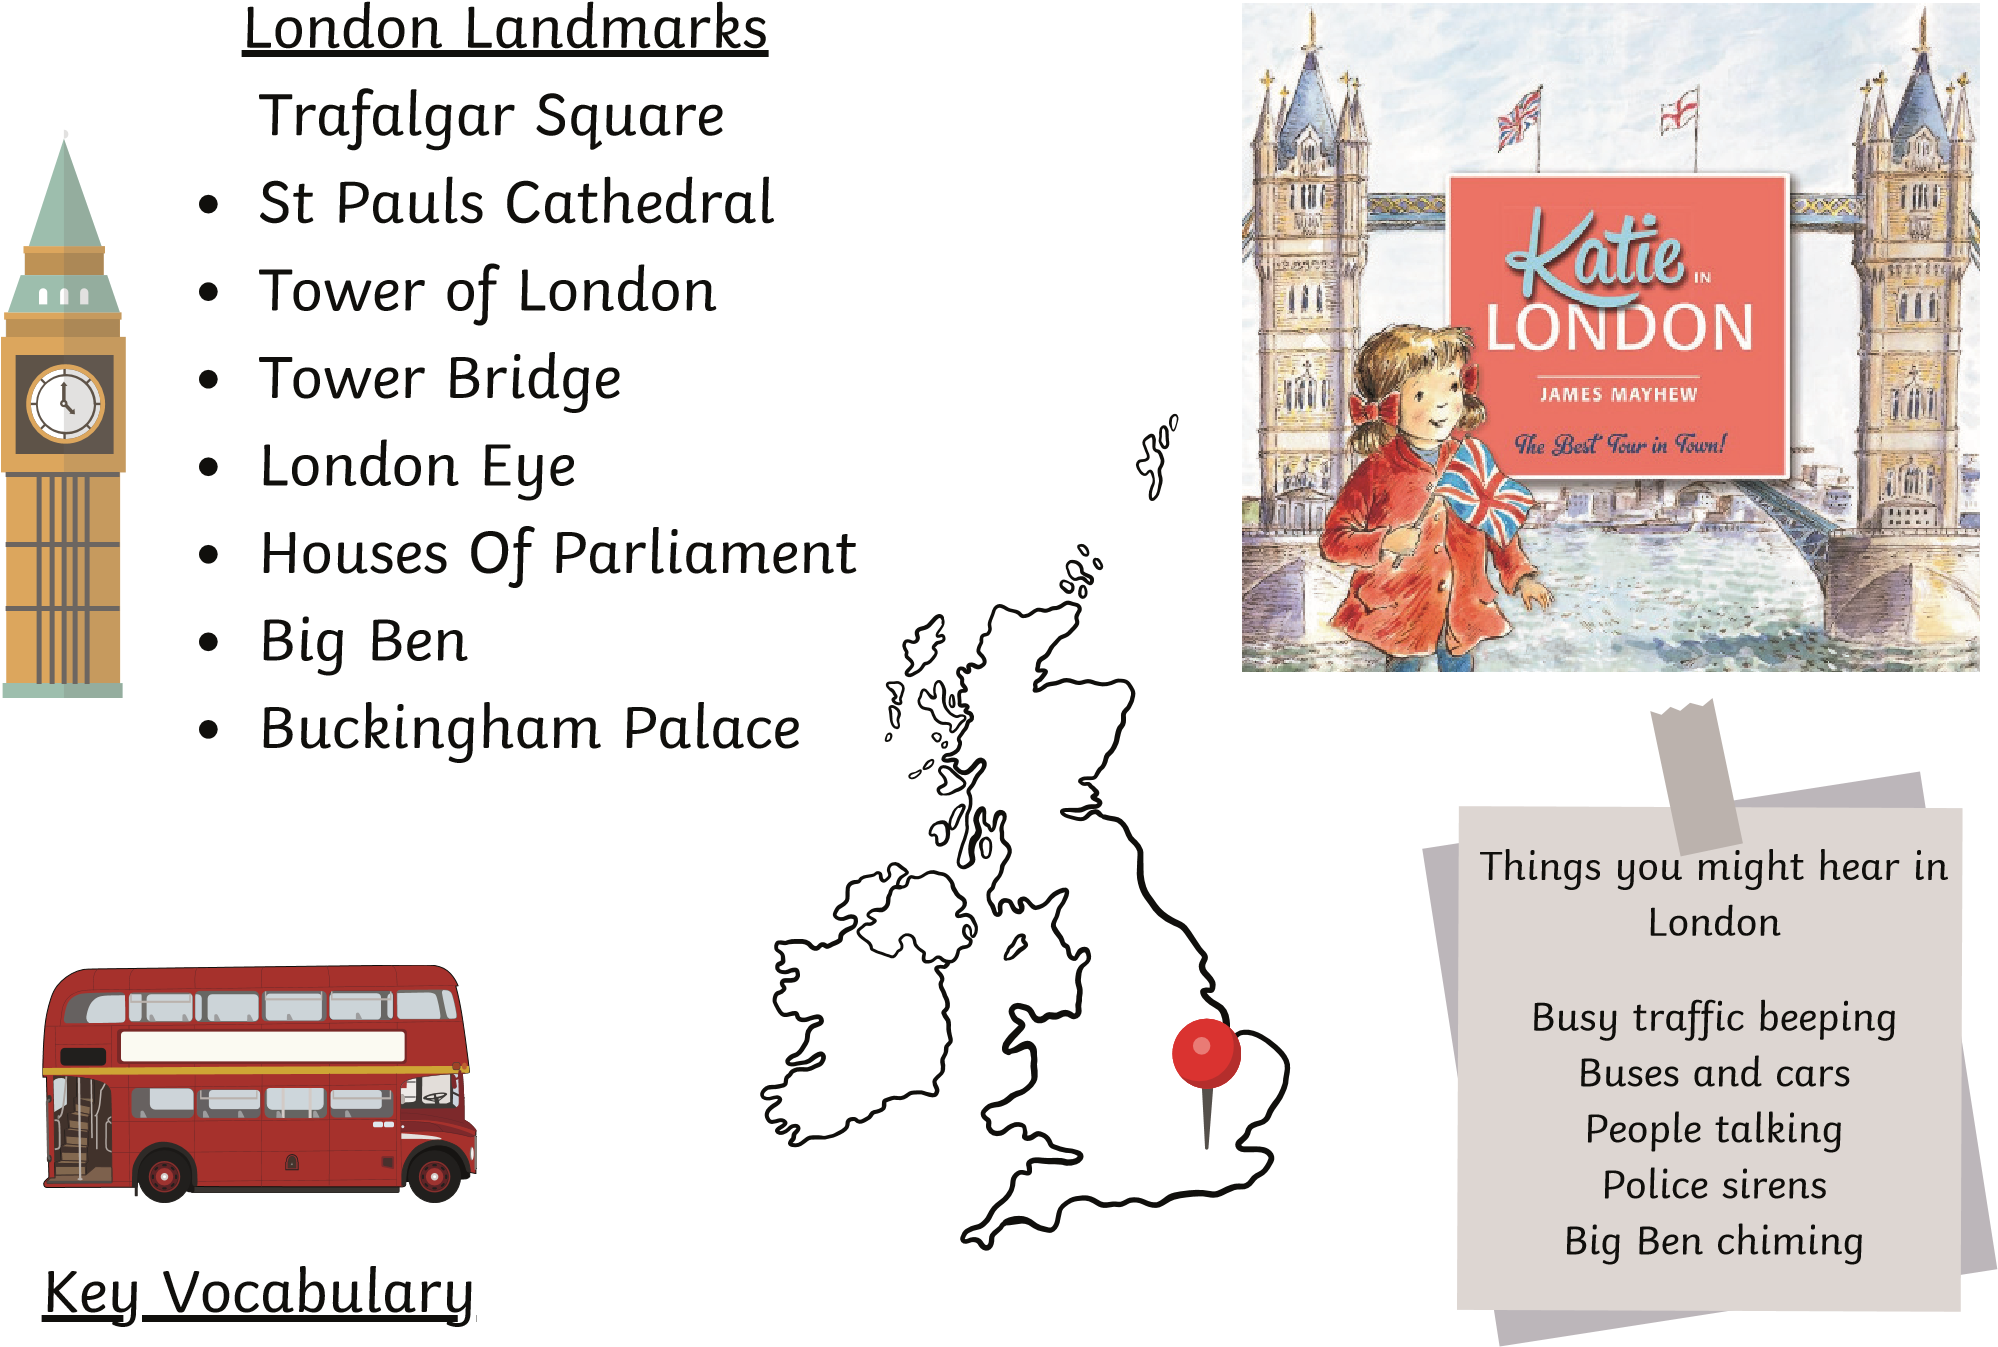 London Landmarks
Trafalgar Square
• St Pauls Cathedral
• Tower of London
• Tower Bridge
• London Eye
• Houses Of Parliament
• Big Ben
• Buckingham Palace
Katie IN
LONDON
JAMES MAYHEW
The Best Tour in Town!
Things you might hear in
London
Busy traffic beeping
Buses and cars
People talking
Police sirens
Big Ben chiming
Key Vocabulary